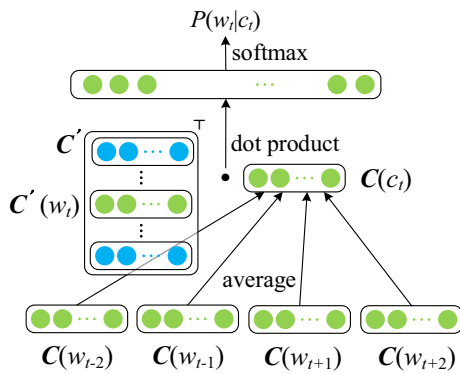 P(w_t|c_t)
softmax
...
⊤
C′
dot product
...
C′(w_t)
...
C(c_t)
...
average
C(w_{t-2})
C(w_{t-1})
C(w_{t+1})
C(w_{t+2})